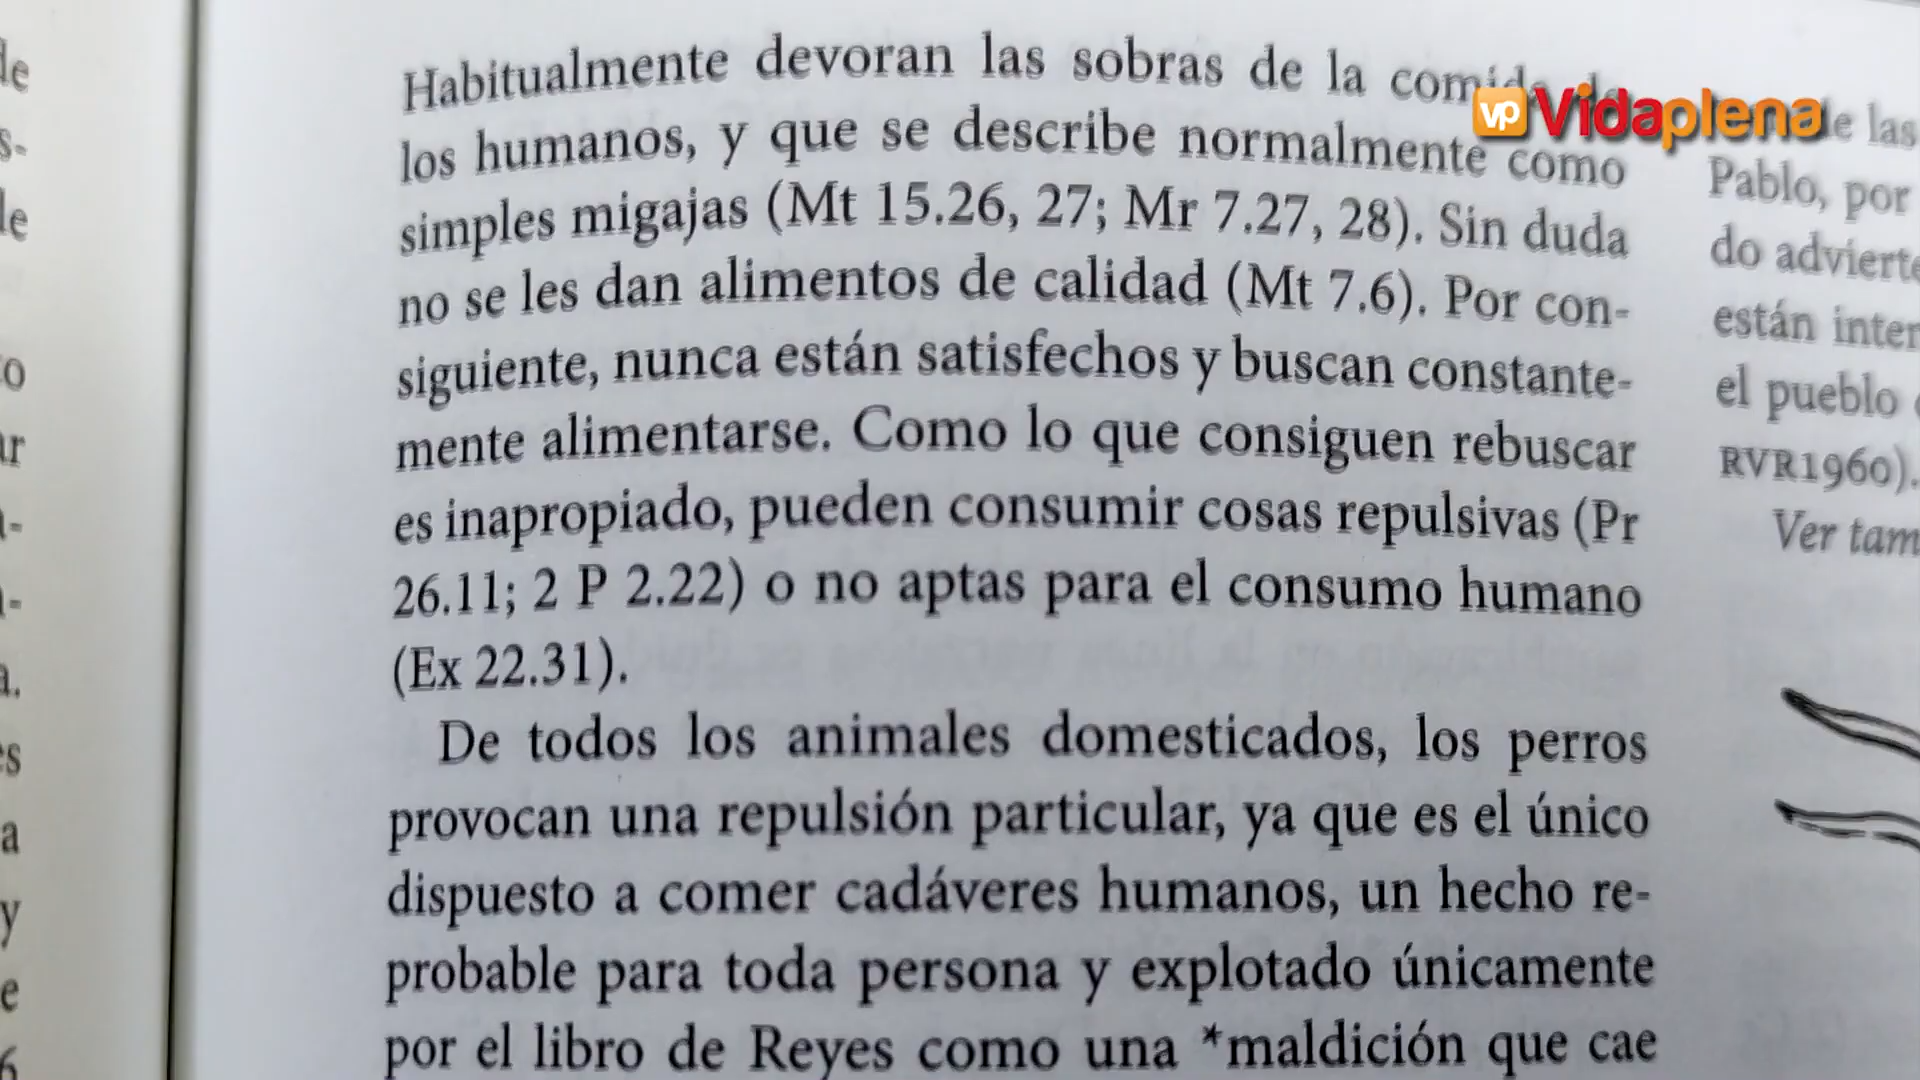 Habitualmente devoran las sobras de la comida de
los humanos, y que se describe normalmente como
simples migajas (Mt 15.26, 27; Mr 7.27, 28). Sin duda
no se les dan alimentos de calidad (Mt 7.6). Por con-
siguiente, nunca están satisfechos y buscan constante-
mente alimentarse. Como lo que consiguen rebuscar
es inapropiado, pueden consumir cosas repulsivas (Pr
26.11; 2 P 2.22) o no aptas para el consumo humano
(Ex 22.31).
De todos los animales domesticados, los perros
provocan una repulsión particular, ya que es el único
dispuesto a comer cadáveres humanos, un hecho re-
probable para toda persona y explotado únicamente
por el libro de Reyes como una *maldición que cae
vp Vidaplena
de las
Pablo, por
do advierte
están inter
el pueblo
RVR1960).
Ver tam